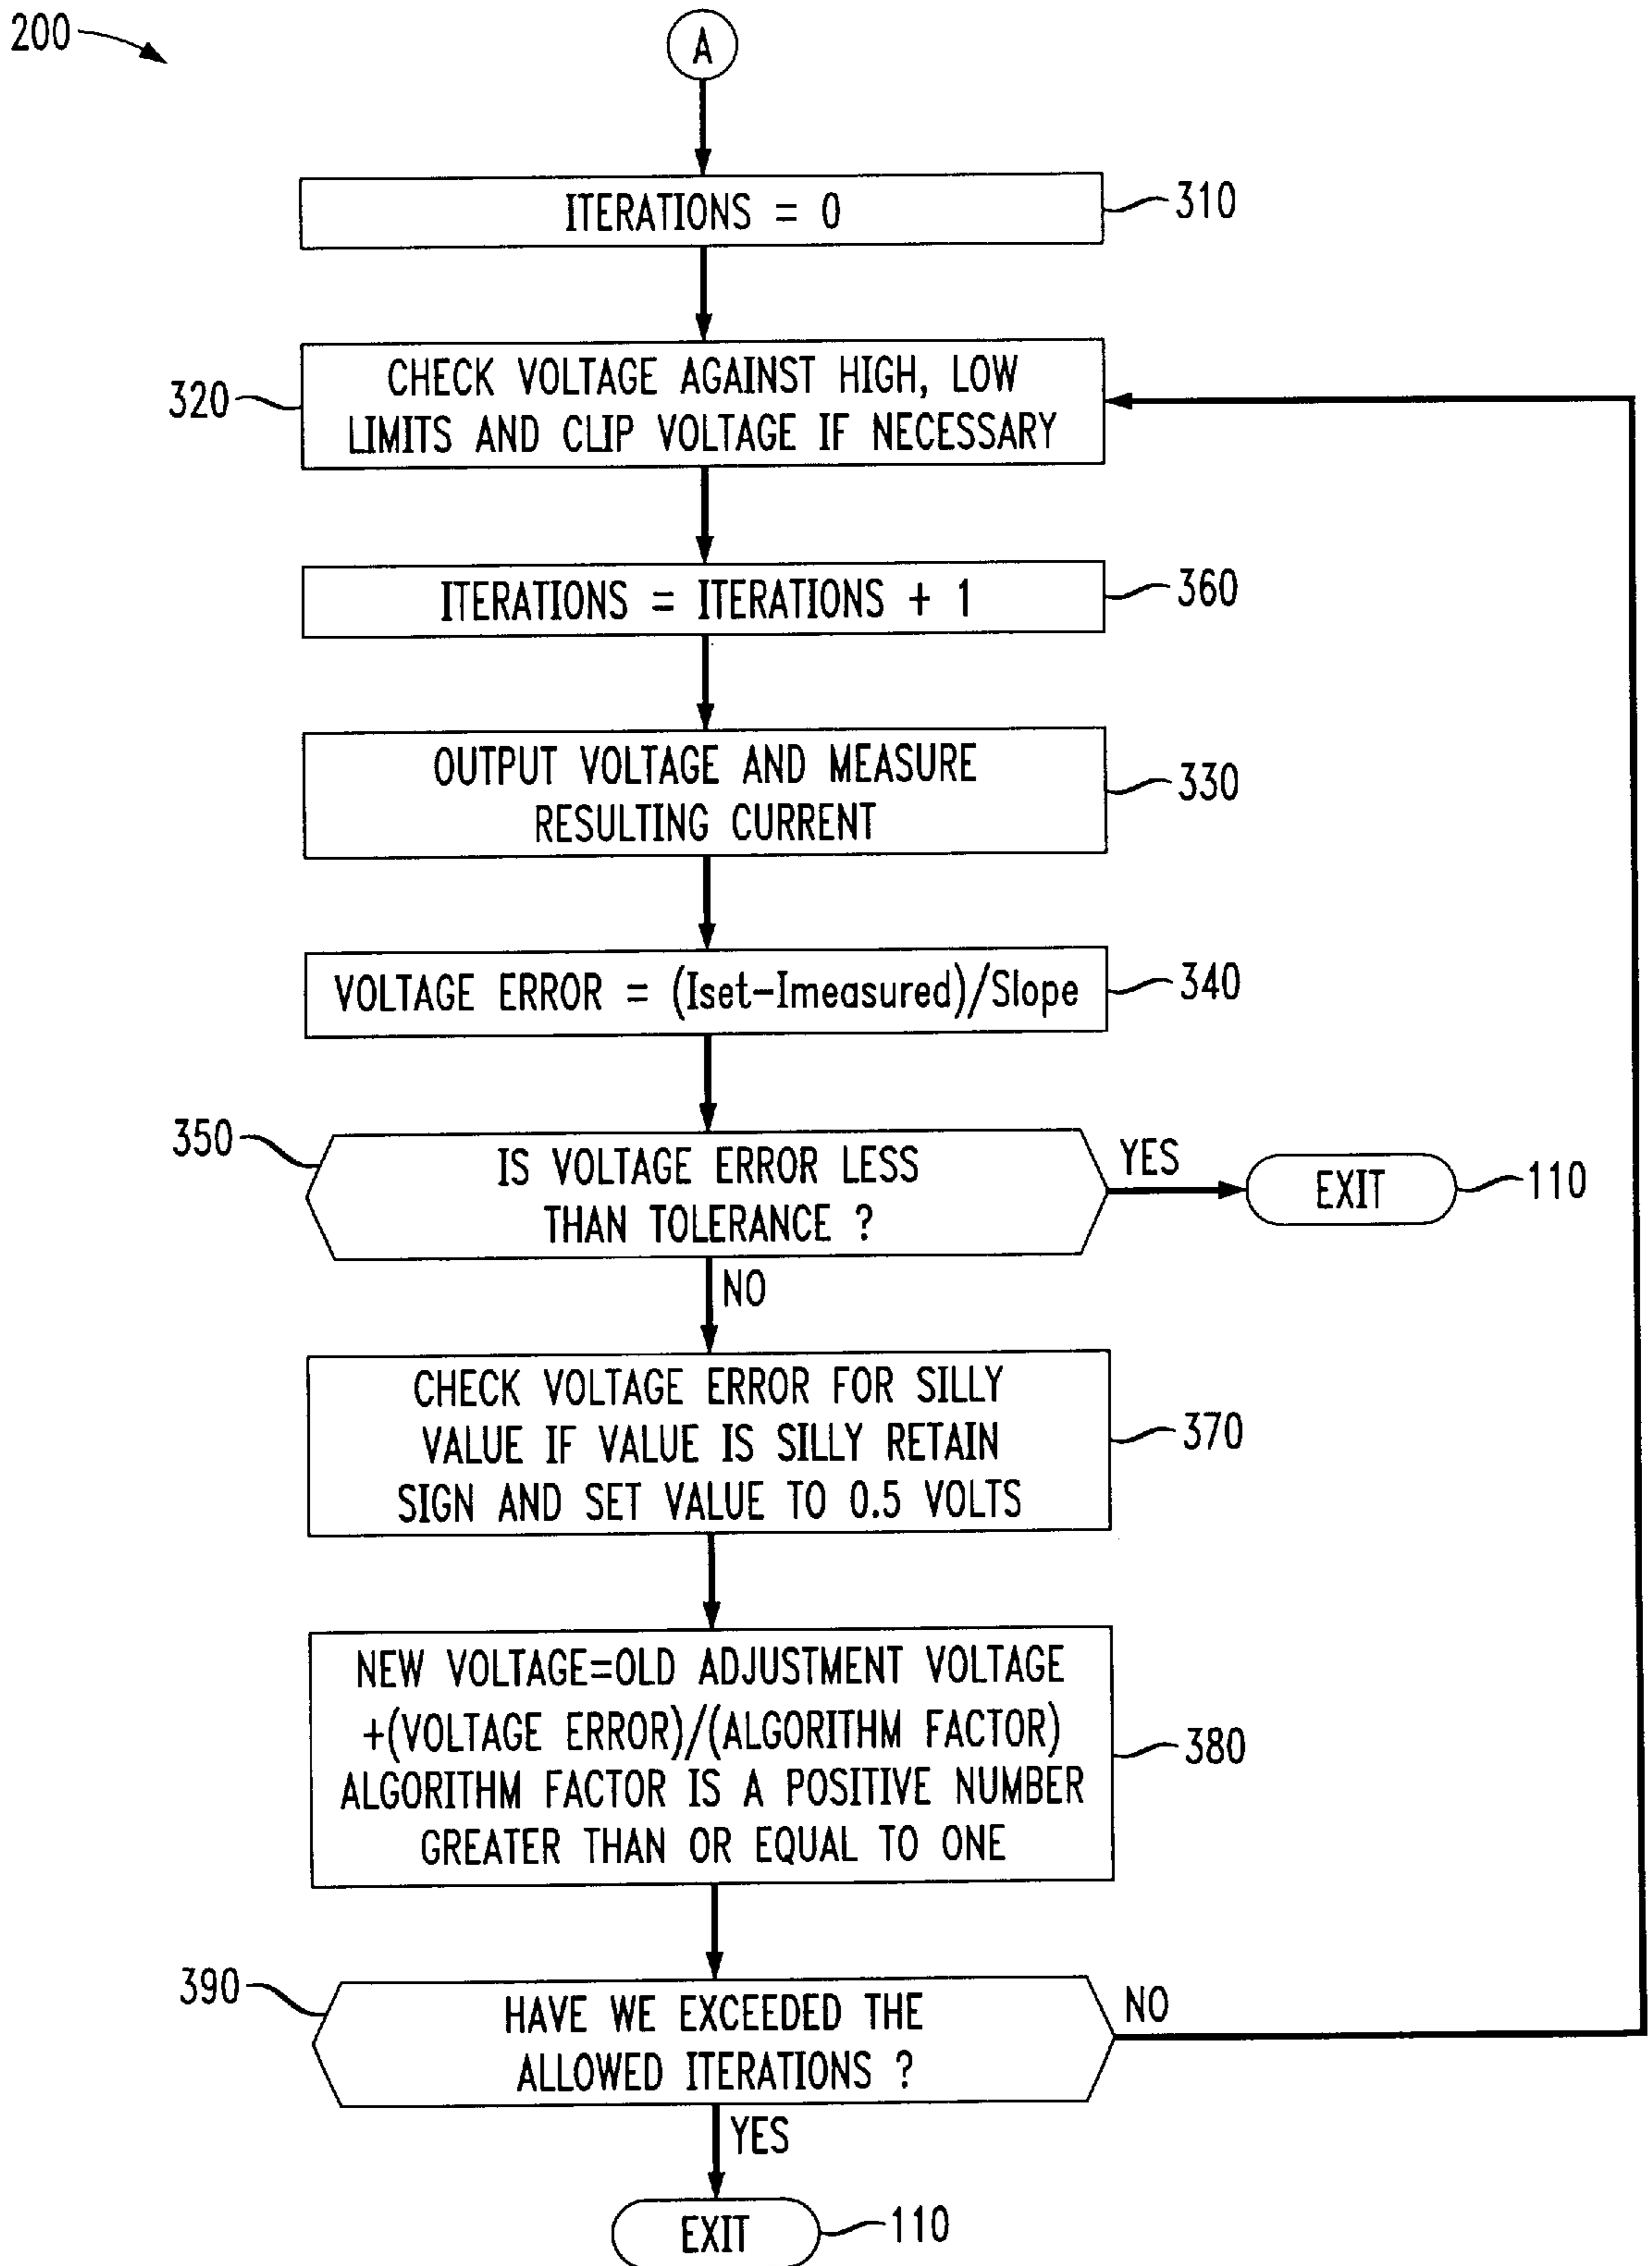 200
A
ITERATIONS = 0
310
CHECK VOLTAGE AGAINST HIGH, LOW
LIMITS AND CLIP VOLTAGE IF NECESSARY
320
ITERATIONS = ITERATIONS + 1
360
OUTPUT VOLTAGE AND MEASURE
RESULTING CURRENT
330
VOLTAGE ERROR = (Iset-Imeasured)/Slope
340
350
IS VOLTAGE ERROR LESS
THAN TOLERANCE ?
YES
EXIT
110
NO
CHECK VOLTAGE ERROR FOR SILLY
VALUE IF VALUE IS SILLY RETAIN
SIGN AND SET VALUE TO 0.5 VOLTS
370
NEW VOLTAGE=OLD ADJUSTMENT VOLTAGE
+(VOLTAGE ERROR)/(ALGORITHM FACTOR)
ALGORITHM FACTOR IS A POSITIVE NUMBER
GREATER THAN OR EQUAL TO ONE
380
390
HAVE WE EXCEEDED THE
ALLOWED ITERATIONS ?
NO
YES
EXIT
110